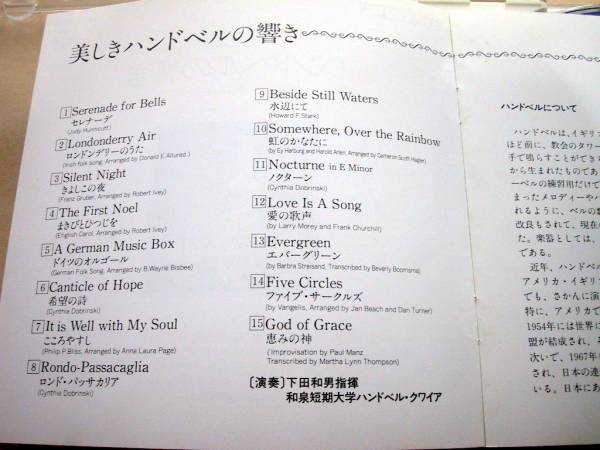 美しきハンドベルの響き
1 Serenade for Bells
セレナーデ
(Judy Hunnicutt)
2 Londonderry Air
ロンドンデリーのうた
(Irish folk song, Arranged by Donald E. Allured )
3 Silent Night
きよしこの夜
(Franz Gruber, Arranged by Robert Ivey)
4 The First Noel
まきびとひつじを
(English Carol, Arranged by Robert Ivey)
5 A German Music Box
ドイツのオルゴール
(German Folk Song, Arranged by B.Wayne Bisbee)
6 Canticle of Hope
希望の詩
(Cynthia Dobrinski)
7 It is Well with My Soul
こころやすし
(Philip P.Bliss, Arranged by Anne Laura Page)
8 Rondo-Passacaglia
ロンド・パッサカリア
(Cynthia Dobrinski)
9 Beside Still Waters
水辺にて
(Howard F.Stark)
10 Somewhere, Over the Rainbow
虹のかなたに
( by Ey Harburg and Harold Arlen, Arranged by Cameron Scott Hagler)
11 Nocturne in E Minor
ノクターン
(Cynthia Dobrinski)
12 Love Is A Song
愛の歌声
( by Larry Morey and Frank Churchill)
13 Evergreen
エバーグリーン
( by Barbra Streisand, Transcribed by Beverly Boomsma)
14 Five Circles
ファイブ・サークルズ
( by Vangelis, Arranged by Jan Beach and Dan Turner)
15 God of Grace
恵みの神
(Improvisation by Paul Manz
Transcribed by Martha Lynn Thompson)
〔演奏〕下田和男指揮
和泉短期大学ハンドベル・クワイア
ハンドベルについて
ハンドベルは、イギリ
ほど前に、教会のタワー
手で鳴らすことができ
から生まれたものであ
ーベルの練習用だけで
まったメロディーやハ
れるように、ベルの
改良もされて、現在
た。楽器としては、
である。
近年、ハンドベ
アメリカ・イギリ
でも、さかんに演
特に、アメリカで
1954年には世界に
盟が結成され、
次いで、1967年
され、日本の連
いる。日本にお